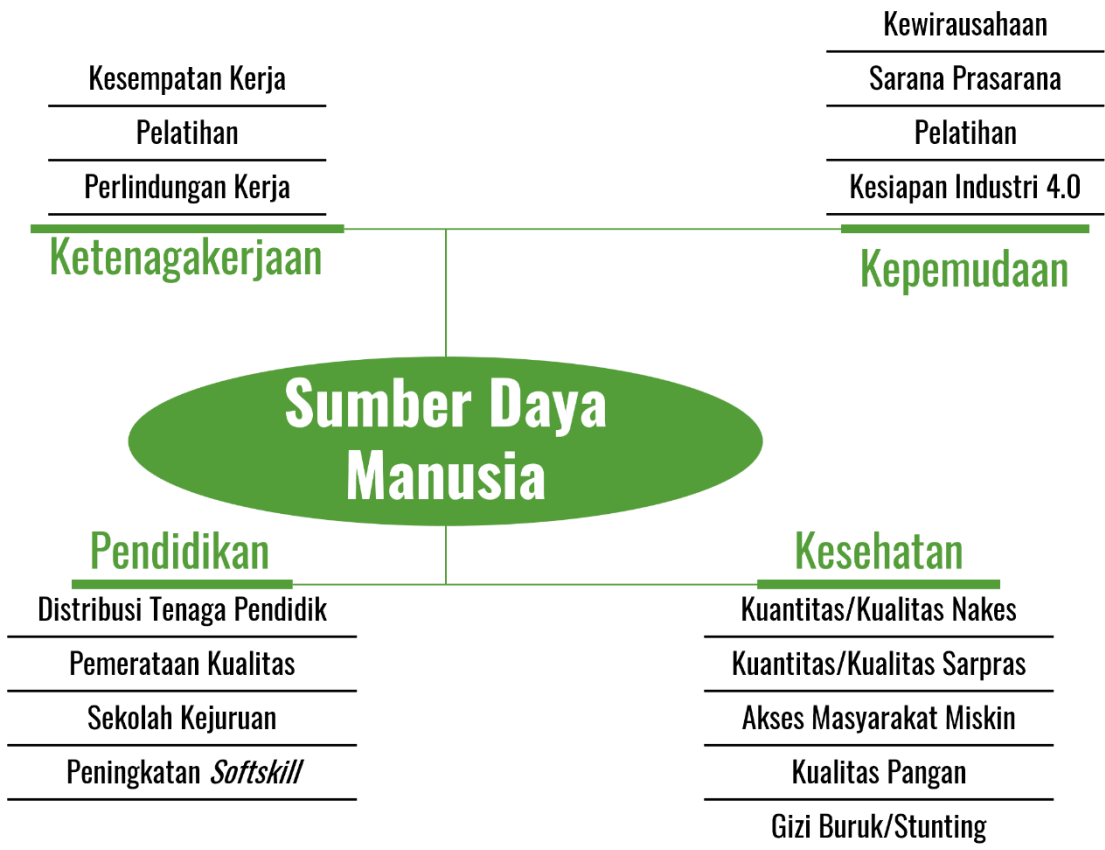 Kesempatan Kerja
Pelatihan
Perlindungan Kerja
Ketenagakerjaan
Kewirausahaan
Sarana Prasarana
Pelatihan
Kesiapan Industri 4.0
Kepemudaan
Sumber Daya
Manusia
Pendidikan
Distribusi Tenaga Pendidik
Pemerataan Kualitas
Sekolah Kejuruan
Peningkatan Softskill
Kesehatan
Kuantitas/Kualitas Nakes
Kuantitas/Kualitas Sarpras
Akses Masyarakat Miskin
Kualitas Pangan
Gizi Buruk/Stunting